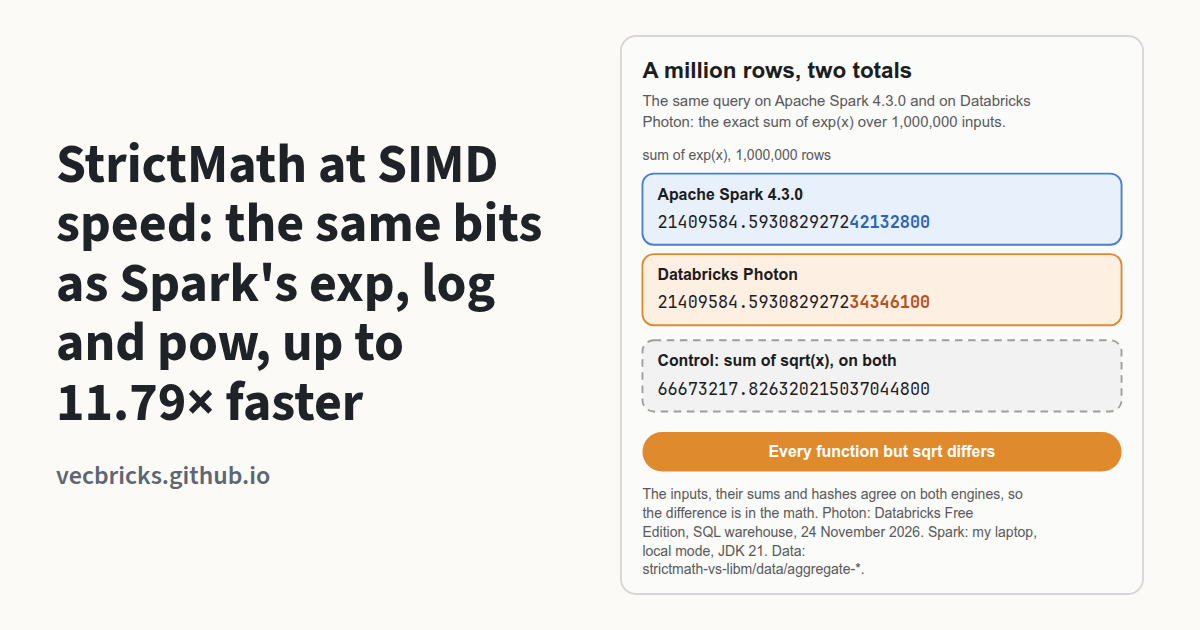 StrictMath at SIMD
speed: the same bits
as Spark's exp, log
and pow, up to
11.79× faster
vecbricks.github.io
A million rows, two totals
The same query on Apache Spark 4.3.0 and on Databricks
Photon: the exact sum of exp(x) over 1,000,000 inputs.
sum of exp(x), 1,000,000 rows
Apache Spark 4.3.0
21409584.593082927242132800
Databricks Photon
21409584.593082927234346100
Control: sum of sqrt(x), on both
66673217.826320215037044800
Every function but sqrt differs
The inputs, their sums and hashes agree on both engines, so
the difference is in the math. Photon: Databricks Free
Edition, SQL warehouse, 24 November 2026. Spark: my laptop,
local mode, JDK 21. Data:
strictmath-vs-libm/data/aggregate-*.